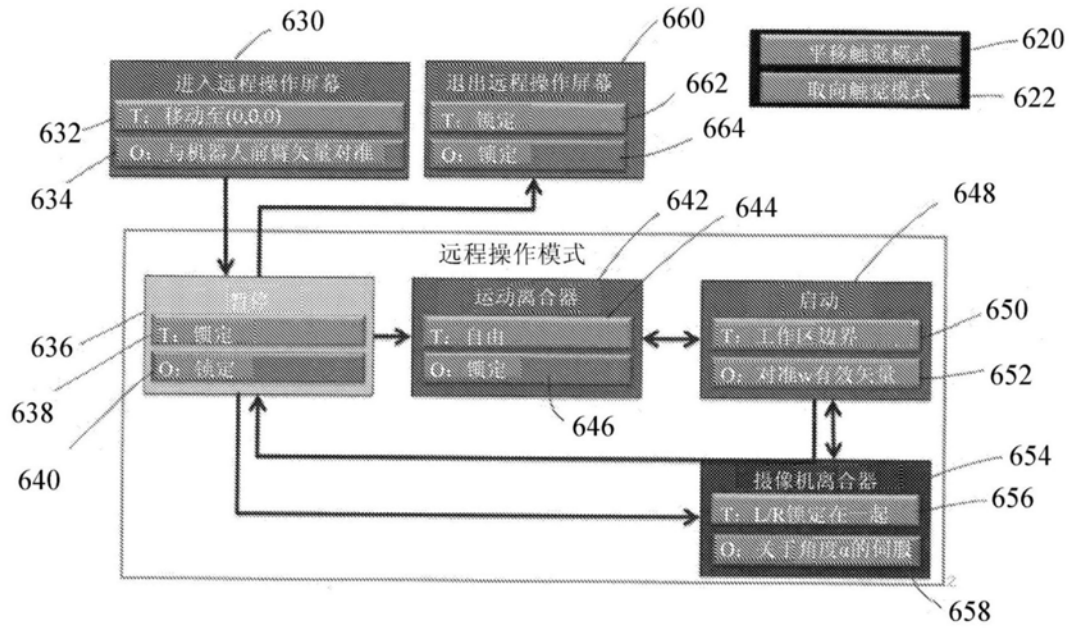 630
660
进入远程操作屏幕
T：移动至(0,0,0)
O：与机器人前臂矢量对准
632
634
退出远程操作屏幕
T：锁定
O：锁定
662
664
平移触觉模式
取向触觉模式
620
622
642
644
648
远程操作模式
暂停
T：锁定
O：锁定
636
638
640
运动离合器
T：自由
O：锁定
646
启动
T：工作区边界
O：对准w有效矢量
650
652
摄像机离合器
T：L/R锁定在一起
O：关于角度α的伺服
654
656
658
2